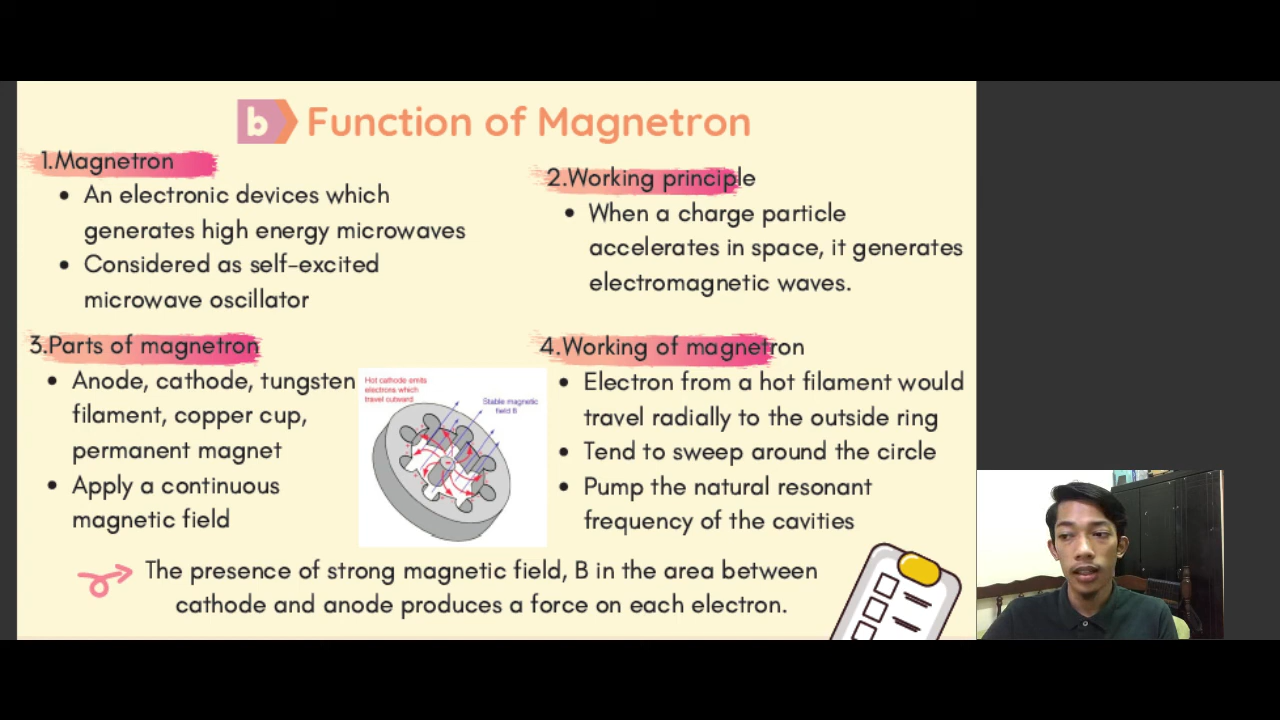 b Function of Magnetron
1.Magnetron
An electronic devices which
generates high energy microwaves
Considered as self-excited
microwave oscillator
2.Working principle
When a charge particle
accelerates in space, it generates
electromagnetic waves.
3.Parts of magnetron
Anode, cathode, tungsten
filament, copper cup,
permanent magnet
Apply a continuous
magnetic field
Hot cathode emits
electrons which
travel outward
Stable magnetic
field B
4.Working of magnetron
Electron from a hot filament would
travel radially to the outside ring
Tend to sweep around the circle
Pump the natural resonant
frequency of the cavities
The presence of strong magnetic field, B in the area between
cathode and anode produces a force on each electron.